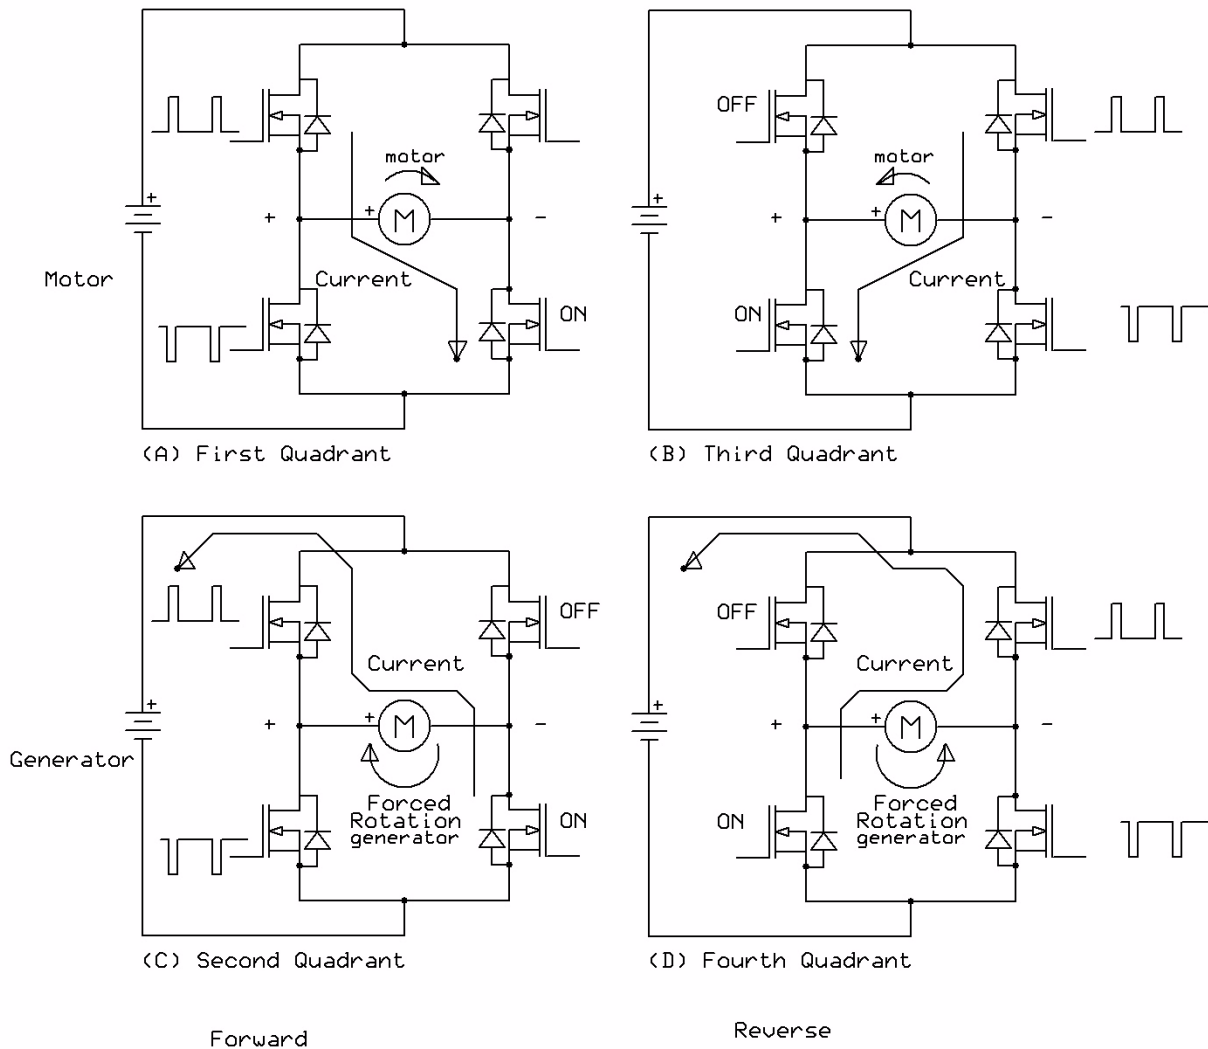 OFF
motor
motor
+
+
+
+
M
-
+
+
M
-
Motor
Current
Current
ON
ON
(A) First Quadrant
(B) Third Quadrant
OFF
OFF
Current
Current
+
+
+
+
M
-
+
+
M
-
Generator
Forced
Rotation
generator
Forced
Rotation
generator
ON
ON
(C) Second Quadrant
(D) Fourth Quadrant
Forward
Reverse